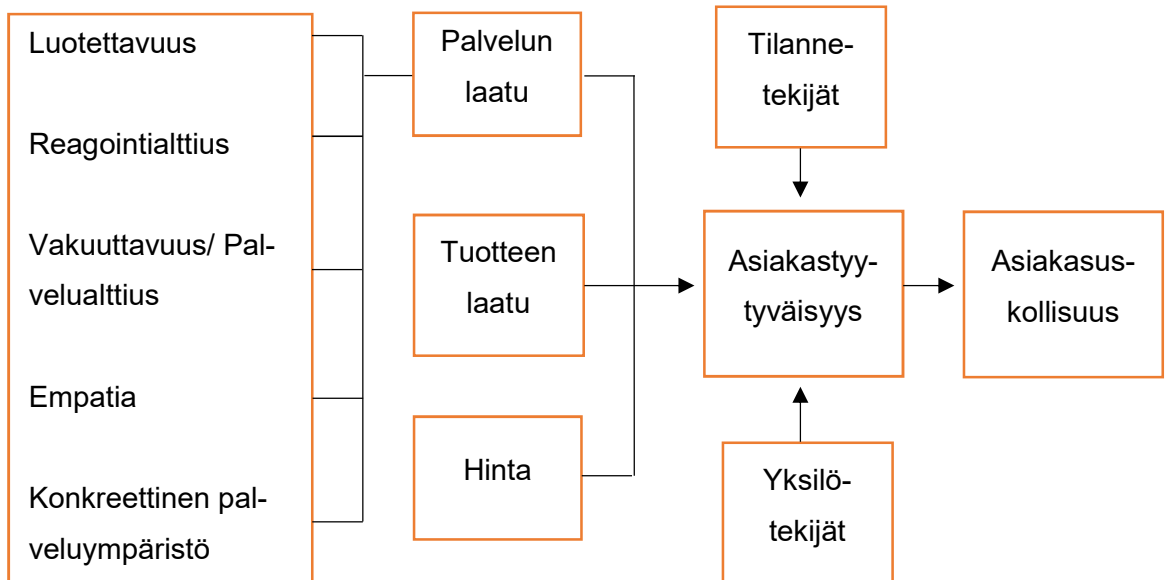 Luotettavuus
Reagointialttius
Vakuuttavuus/ Pal-
velualttius
Empatia
Konkreettinen pal-
veluympäristö
Palvelun
laatu
Tuotteen
laatu
Hinta
Tilanne-
tekijät
Asiakastyy-
tyväisyys
Yksilö-
tekijät
Asiakasus-
kollisuus